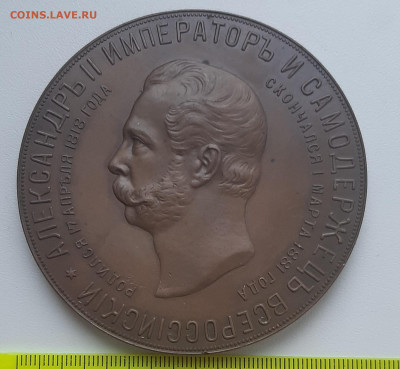 COINS.LAVE.RU
АЛЕКСАНДРЪ II ИМПЕРАТОРЪ И САМОДЕРЖЕЦЪ ВСЕРОССIЙСКIЙ *
РОДИЛСЯ 17 АПРѢЛЯ 1818 ГОДА
СКОНЧАЛСЯ 1 МАРТА 1881 ГОДА